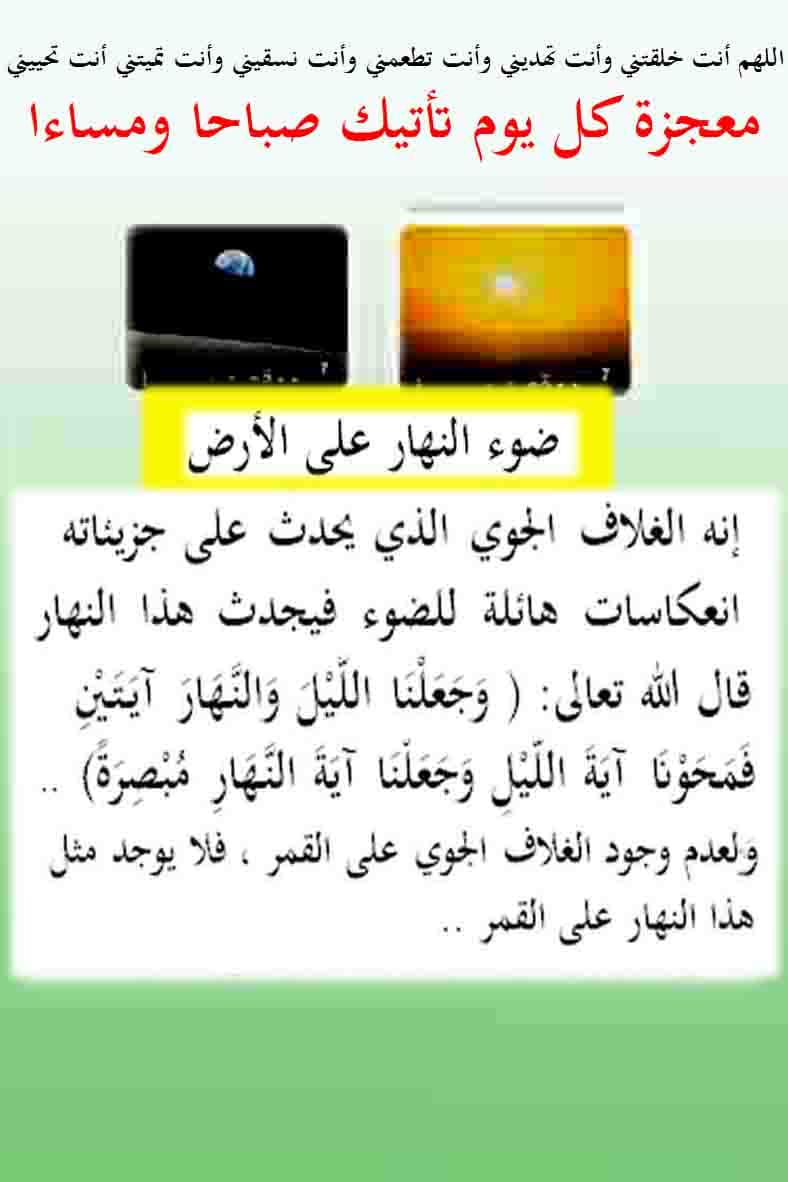 اللهم أنت خلقتني وأنت تهديني وأنت تطعمني وأنت نسقيني وأنت تميتني أنت تحييني
معجزة كل يوم تأتيك صباحا ومساءا
ضوء النهار على الأرض
إنه الغلاف الجوي الذي يحدث على جزيئاته
انعكاسات هائلة للضوء فيجدث هذا النهار
قال الله تعالى: ( وَجَعَلْنَا اللَّيْلَ وَالنَّهَارَ آيَتَيْنِ
فَمَحَوْنَا آيَةَ اللَّيْلِ وَجَعَلْنَا آيَةَ النَّهَارِ مُبْصِرَةً) ..
وَلعدم وجود الغلاف الجوي على القمر ، فلا يوجد مثل
هذا النهار على القمر ..